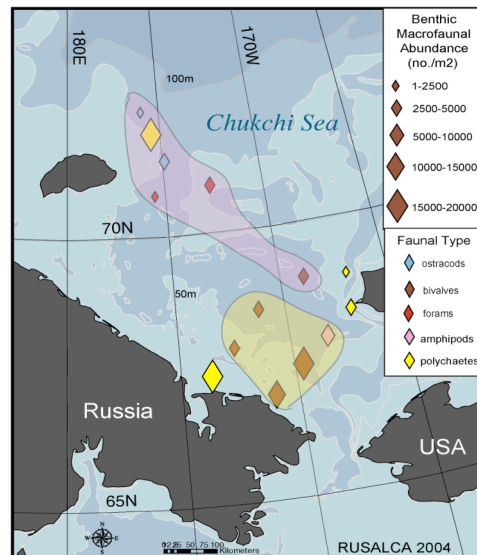 180E
170W
100m
Chukchi Sea
70N
50m
Russia
USA
65N
N
W
E
S
Kilometers
RUSALCA 2004
Benthic
Macrofaunal
Abundance
(no./m2)
1-2500
2500-5000
5000-10000
10000-15000
15000-20000
Faunal Type
ostracods
bivalves
forams
amphipods
polychaetes